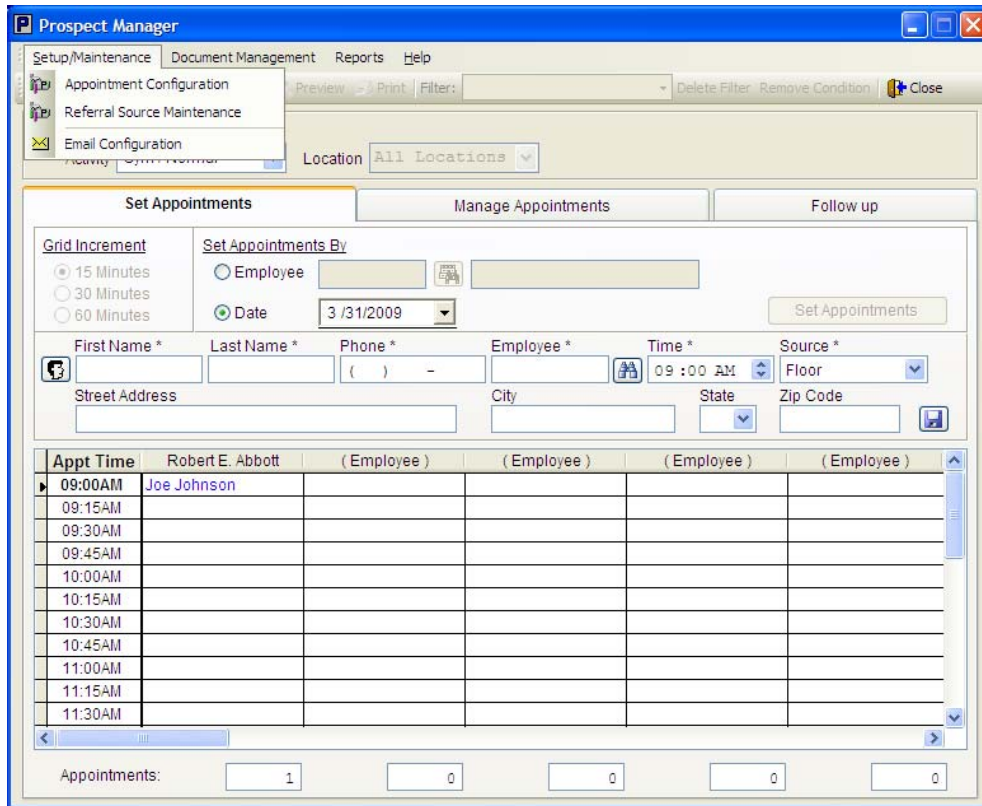 Prospect Manager
Setup/Maintenance Document Management Reports Help
Appointment Configuration Preview Print Filter: Delete Filter Remove Condition Close
Referral Source Maintenance
Email Configuration
Location All Locations
Set Appointments Manage Appointments Follow up
Grid Increment Set Appointments By
15 Minutes Employee
30 Minutes
60 Minutes Date 3 /31/2009 Set Appointments
First Name * Last Name * Phone * Employee * Time * Source *
( ) - 09:00 AM Floor
Street Address City State Zip Code
Appt Time Robert E. Abbott ( Employee ) ( Employee ) ( Employee ) ( Employee )
09:00AM Joe Johnson
09:15AM
09:30AM
09:45AM
10:00AM
10:15AM
10:30AM
10:45AM
11:00AM
11:15AM
11:30AM
Appointments: 1 0 0 0 0